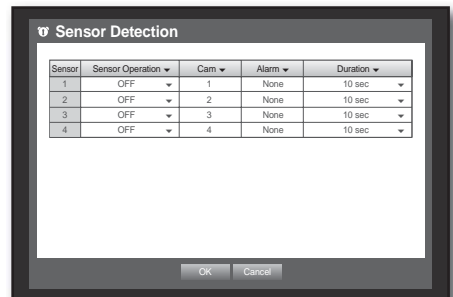 Sensor Detection
Sensor Sensor Operation Cam Alarm Duration
1 OFF 1 None 10 sec
2 OFF 2 None 10 sec
3 OFF 3 None 10 sec
4 OFF 4 None 10 sec
OK Cancel